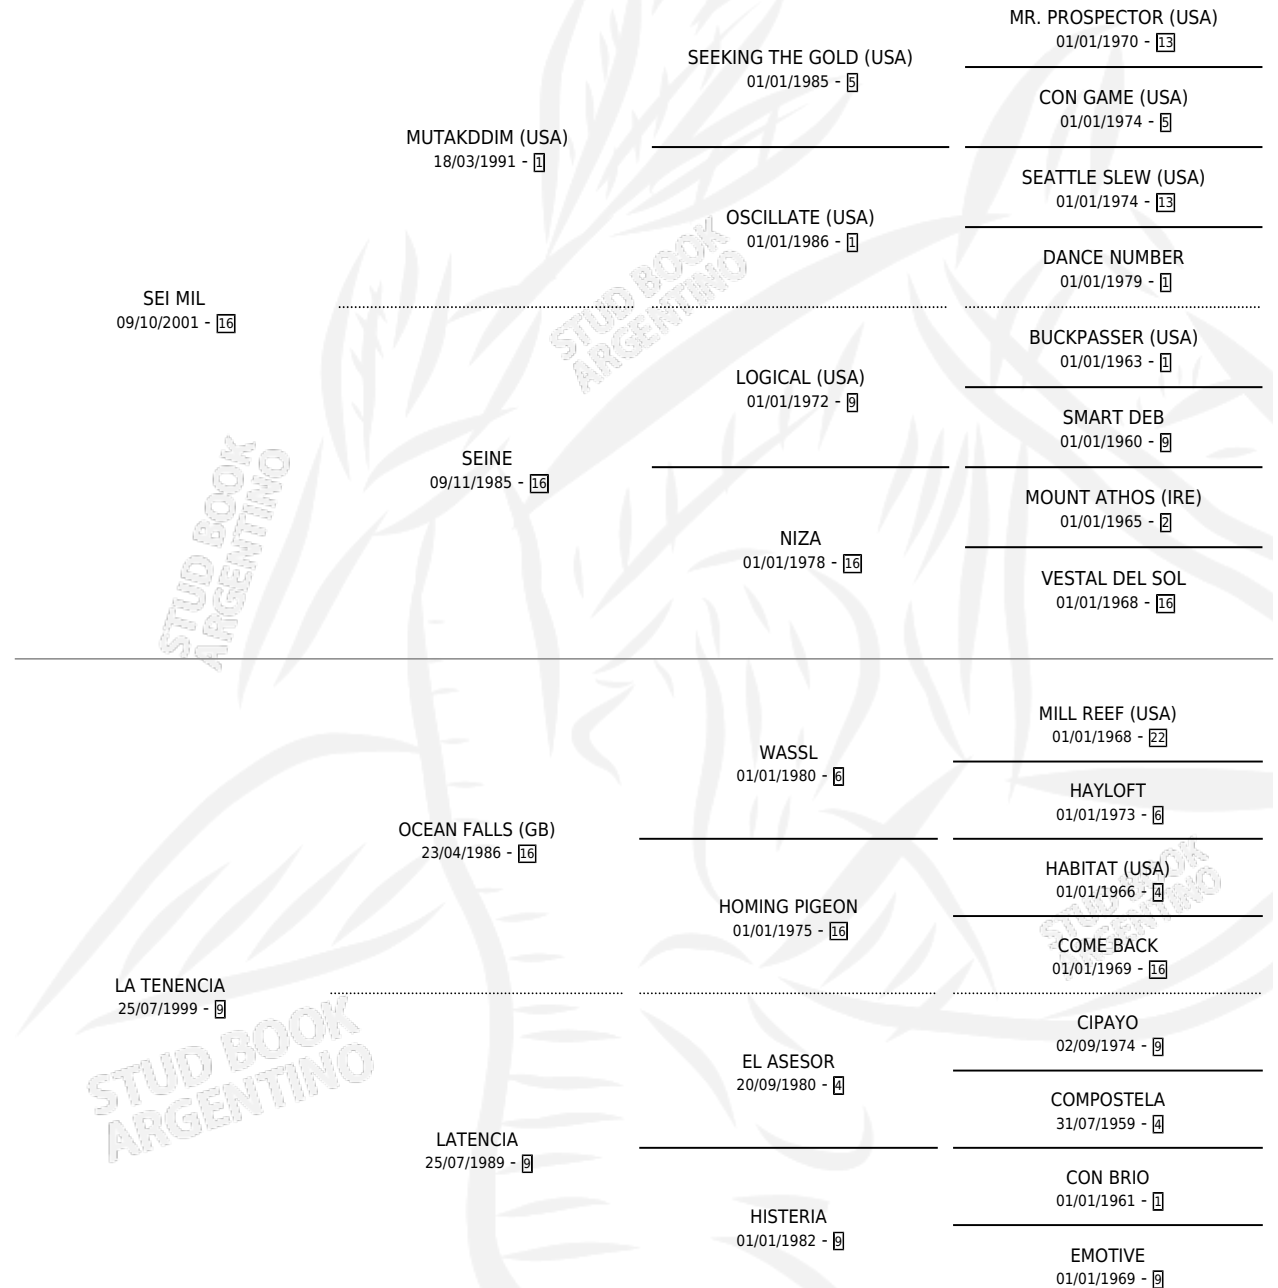 MR. PROSPECTOR (USA)
01/01/1970 - 13
SEEKING THE GOLD (USA)
01/01/1985 - 5
CON GAME (USA)
01/01/1974 - 5
MUTAKDDIM (USA)
18/03/1991 - 1
SEATTLE SLEW (USA)
01/01/1974 - 13
OSCILLATE (USA)
01/01/1986 - 1
DANCE NUMBER
01/01/1979 - 1
SEI MIL
09/10/2001 - 16
BUCKPASSER (USA)
01/01/1963 - 1
LOGICAL (USA)
01/01/1972 - 9
SMART DEB
01/01/1960 - 9
SEINE
09/11/1985 - 16
MOUNT ATHOS (IRE)
01/01/1965 - 2
NIZA
01/01/1978 - 16
VESTAL DEL SOL
01/01/1968 - 16
MILL REEF (USA)
01/01/1968 - 22
WASSL
01/01/1980 - 6
HAYLOFT
01/01/1973 - 6
OCEAN FALLS (GB)
23/04/1986 - 16
HABITAT (USA)
01/01/1966 - 4
HOMING PIGEON
01/01/1975 - 16
COME BACK
01/01/1969 - 16
LA TENENCIA
25/07/1999 - 9
CIPAYO
02/09/1974 - 9
EL ASESOR
20/09/1980 - 4
COMPOSTELA
31/07/1959 - 4
LATENCIA
25/07/1989 - 9
CON BRIO
01/01/1961 - 1
HISTERIA
01/01/1982 - 9
EMOTIVE
01/01/1969 - 9
STUD BOOK
ARGENTINO
STUD BOOK
ARGENTINO
STUD BOOK
ARGENTINO
STUD BOOK
ARGENTINO